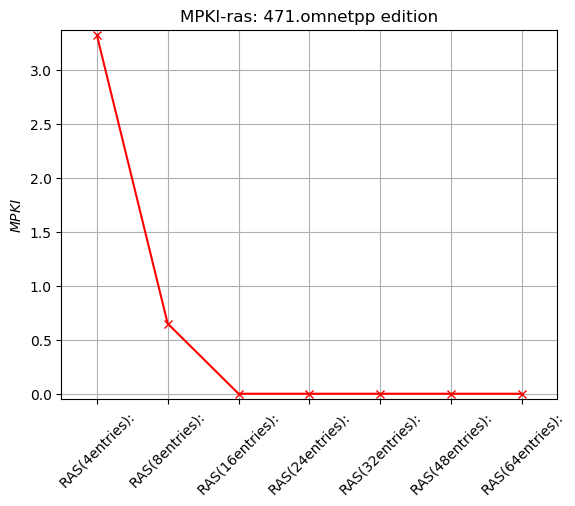 MPKI-ras: 471.omnetpp edition
MPKI
3.0
2.5
2.0
1.5
1.0
0.5
0.0
RAS(4entries):
RAS(8entries):
RAS(16entries):
RAS(24entries):
RAS(32entries):
RAS(48entries):
RAS(64entries):